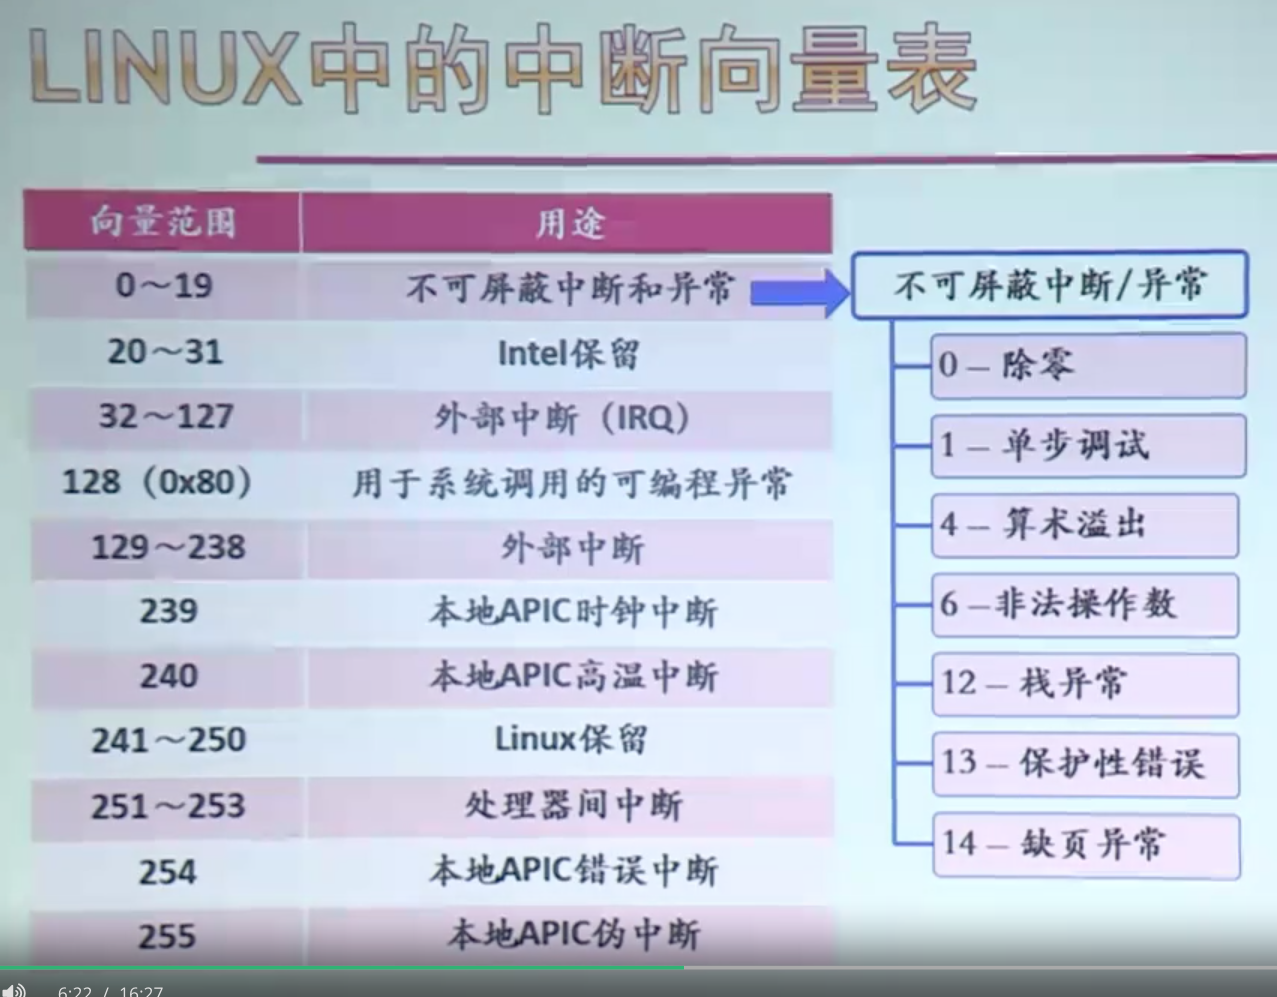 LINUX中的中断向量表
向量范围 用途
0～19 不可屏蔽中断和异常
20～31 Intel保留
32～127 外部中断（IRQ）
128（0x80） 用于系统调用的可编程异常
129～238 外部中断
239 本地APIC时钟中断
240 本地APIC高温中断
241～250 Linux保留
251～253 处理器间中断
254 本地APIC错误中断
255 本地APIC伪中断
不可屏蔽中断/异常
0 – 除零
1 – 单步调试
4 – 算术溢出
6 –非法操作数
12 – 栈异常
13 – 保护性错误
14 – 缺页异常
6:22 / 16:27